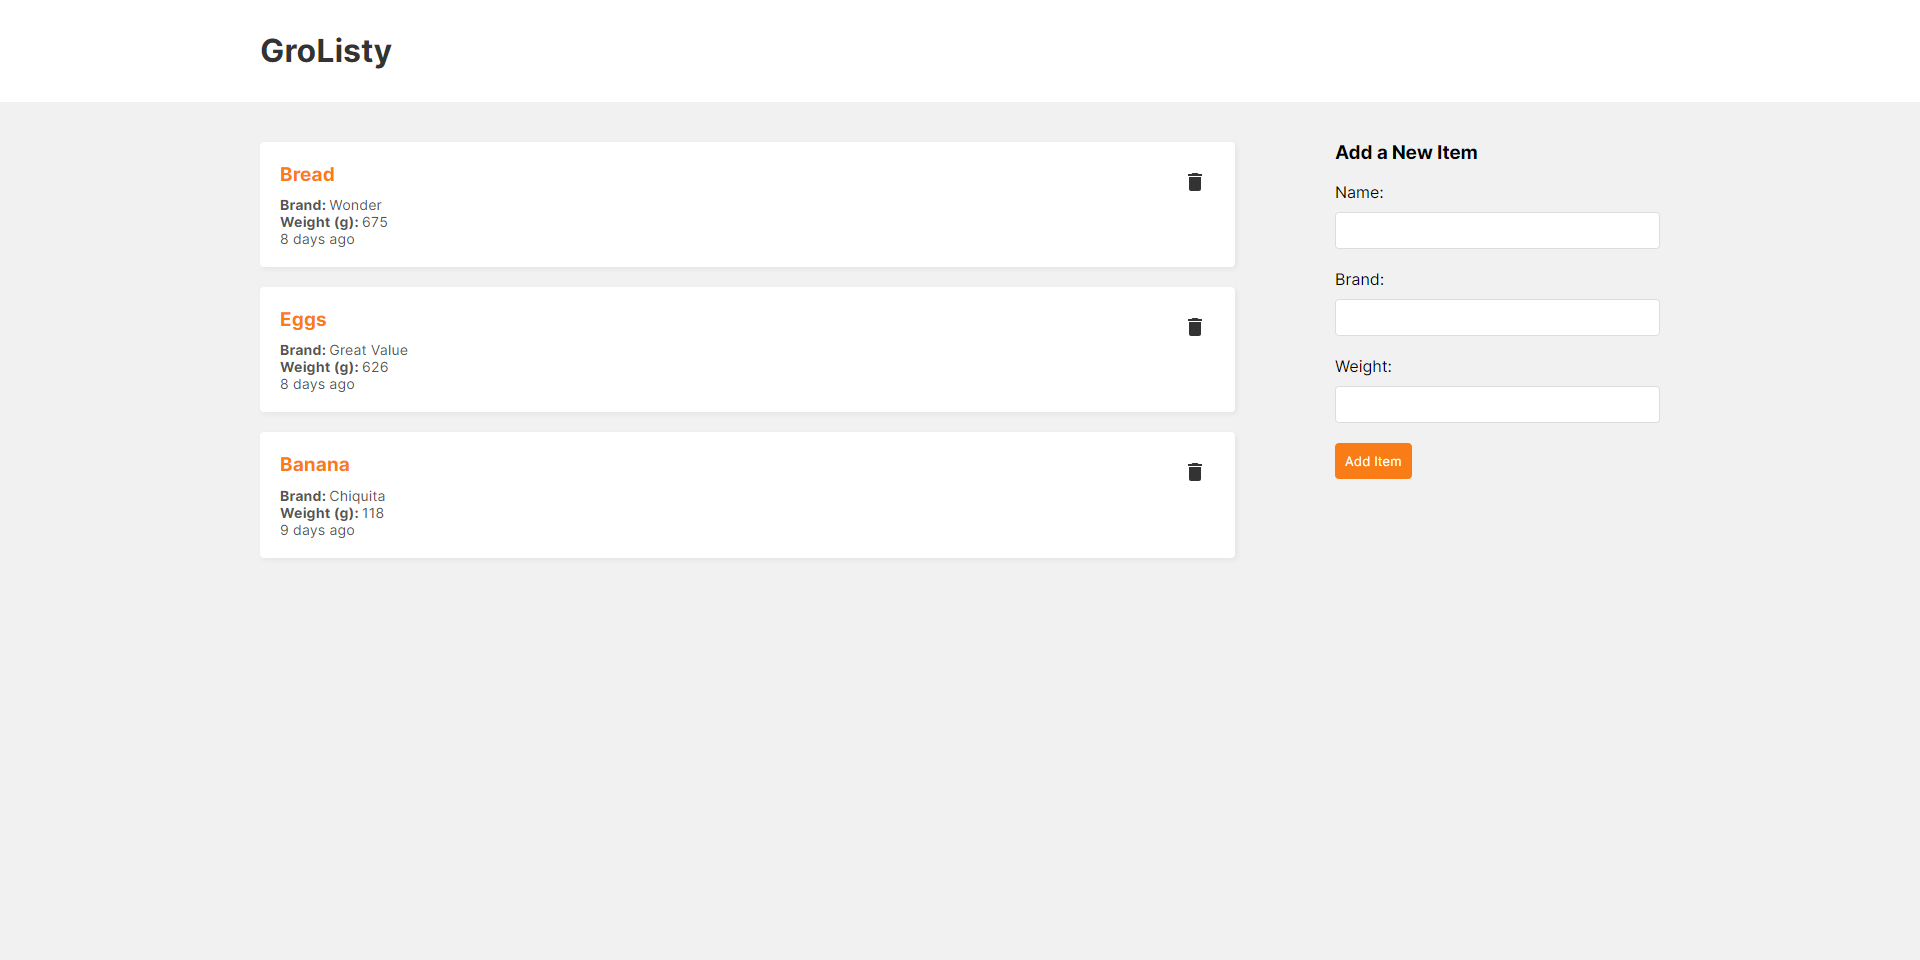 GroListy
Bread
Brand: Wonder
Weight (g): 675
8 days ago
Eggs
Brand: Great Value
Weight (g): 626
8 days ago
Banana
Brand: Chiquita
Weight (g): 118
9 days ago
Add a New Item
Name:
Brand:
Weight:
Add Item